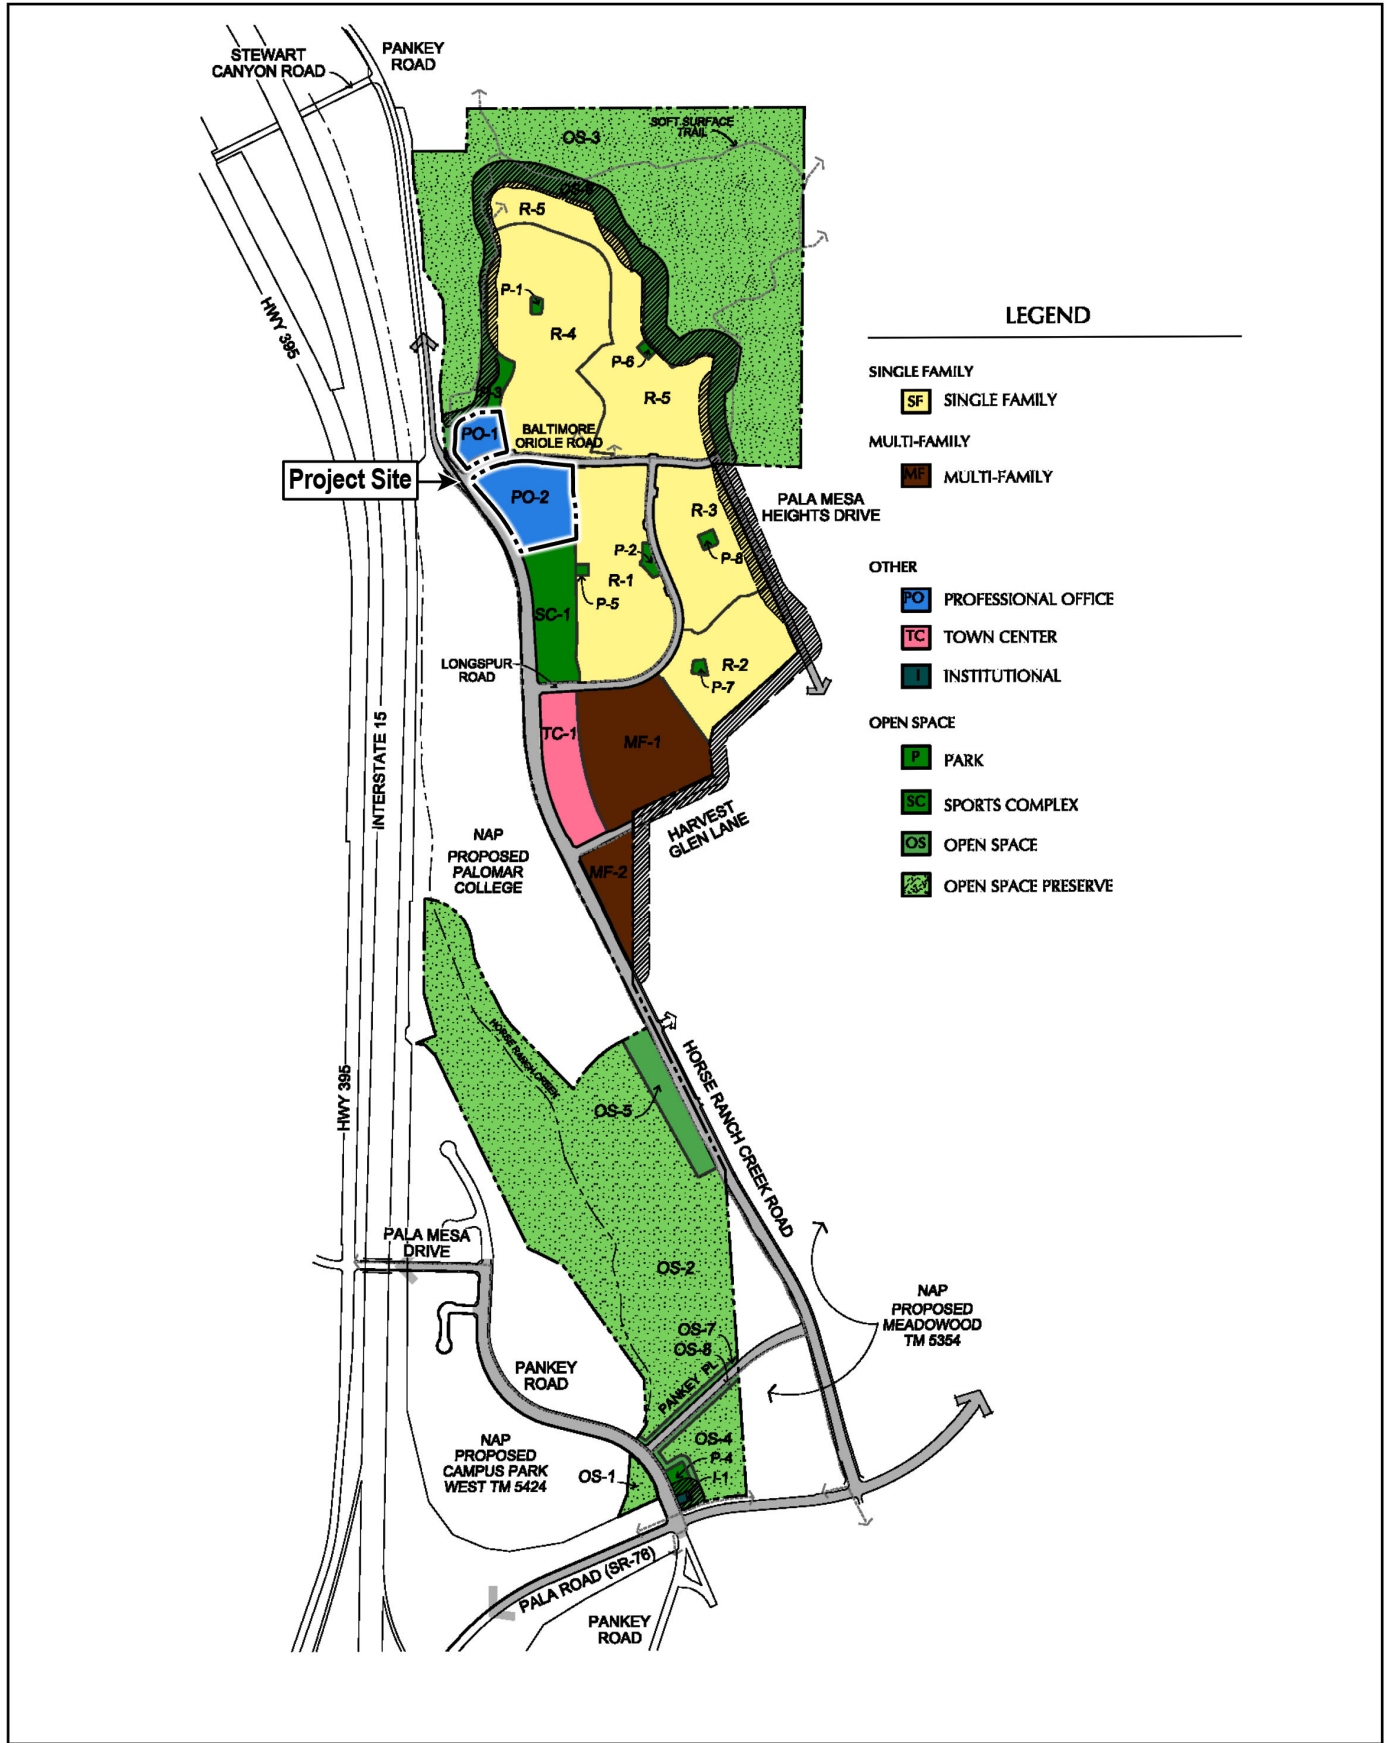 STEWART
CANYON ROAD
PANKEY
ROAD
SOFT SURFACE
TRAIL
OS-3
R-5
HWY 395
P-1
R-4
P-6
R-5
PO-1
BALTIMORE
ORIOLE ROAD
Project Site
PO-2
R-3
PALA MESA
HEIGHTS DRIVE
P-2
P-8
R-1
P-5
SC-1
LONGSPUR
ROAD
R-2
P-7
TC-1
MF-1
INTERSTATE 15
HARVEST
GLEN LANE
NAP
PROPOSED
PALOMAR
COLLEGE
MF-2
HORSE RANCH CREEK
HORSE RANCH CREEK ROAD
OS-5
HWY 395
PALA MESA
DRIVE
OS-2
NAP
PROPOSED
MEADOWOOD
TM 5354
OS-7
OS-8
PANKEY PL
PANKEY
ROAD
OS-4
P-4
I-1
NAP
PROPOSED
CAMPUS PARK
WEST TM 5424
OS-1
PALA ROAD (SR-76)
PANKEY
ROAD
LEGEND
SINGLE FAMILY
SF SINGLE FAMILY
MULTI-FAMILY
MF MULTI-FAMILY
OTHER
PO PROFESSIONAL OFFICE
TC TOWN CENTER
I INSTITUTIONAL
OPEN SPACE
P PARK
SC SPORTS COMPLEX
OS OPEN SPACE
OPEN SPACE PRESERVE